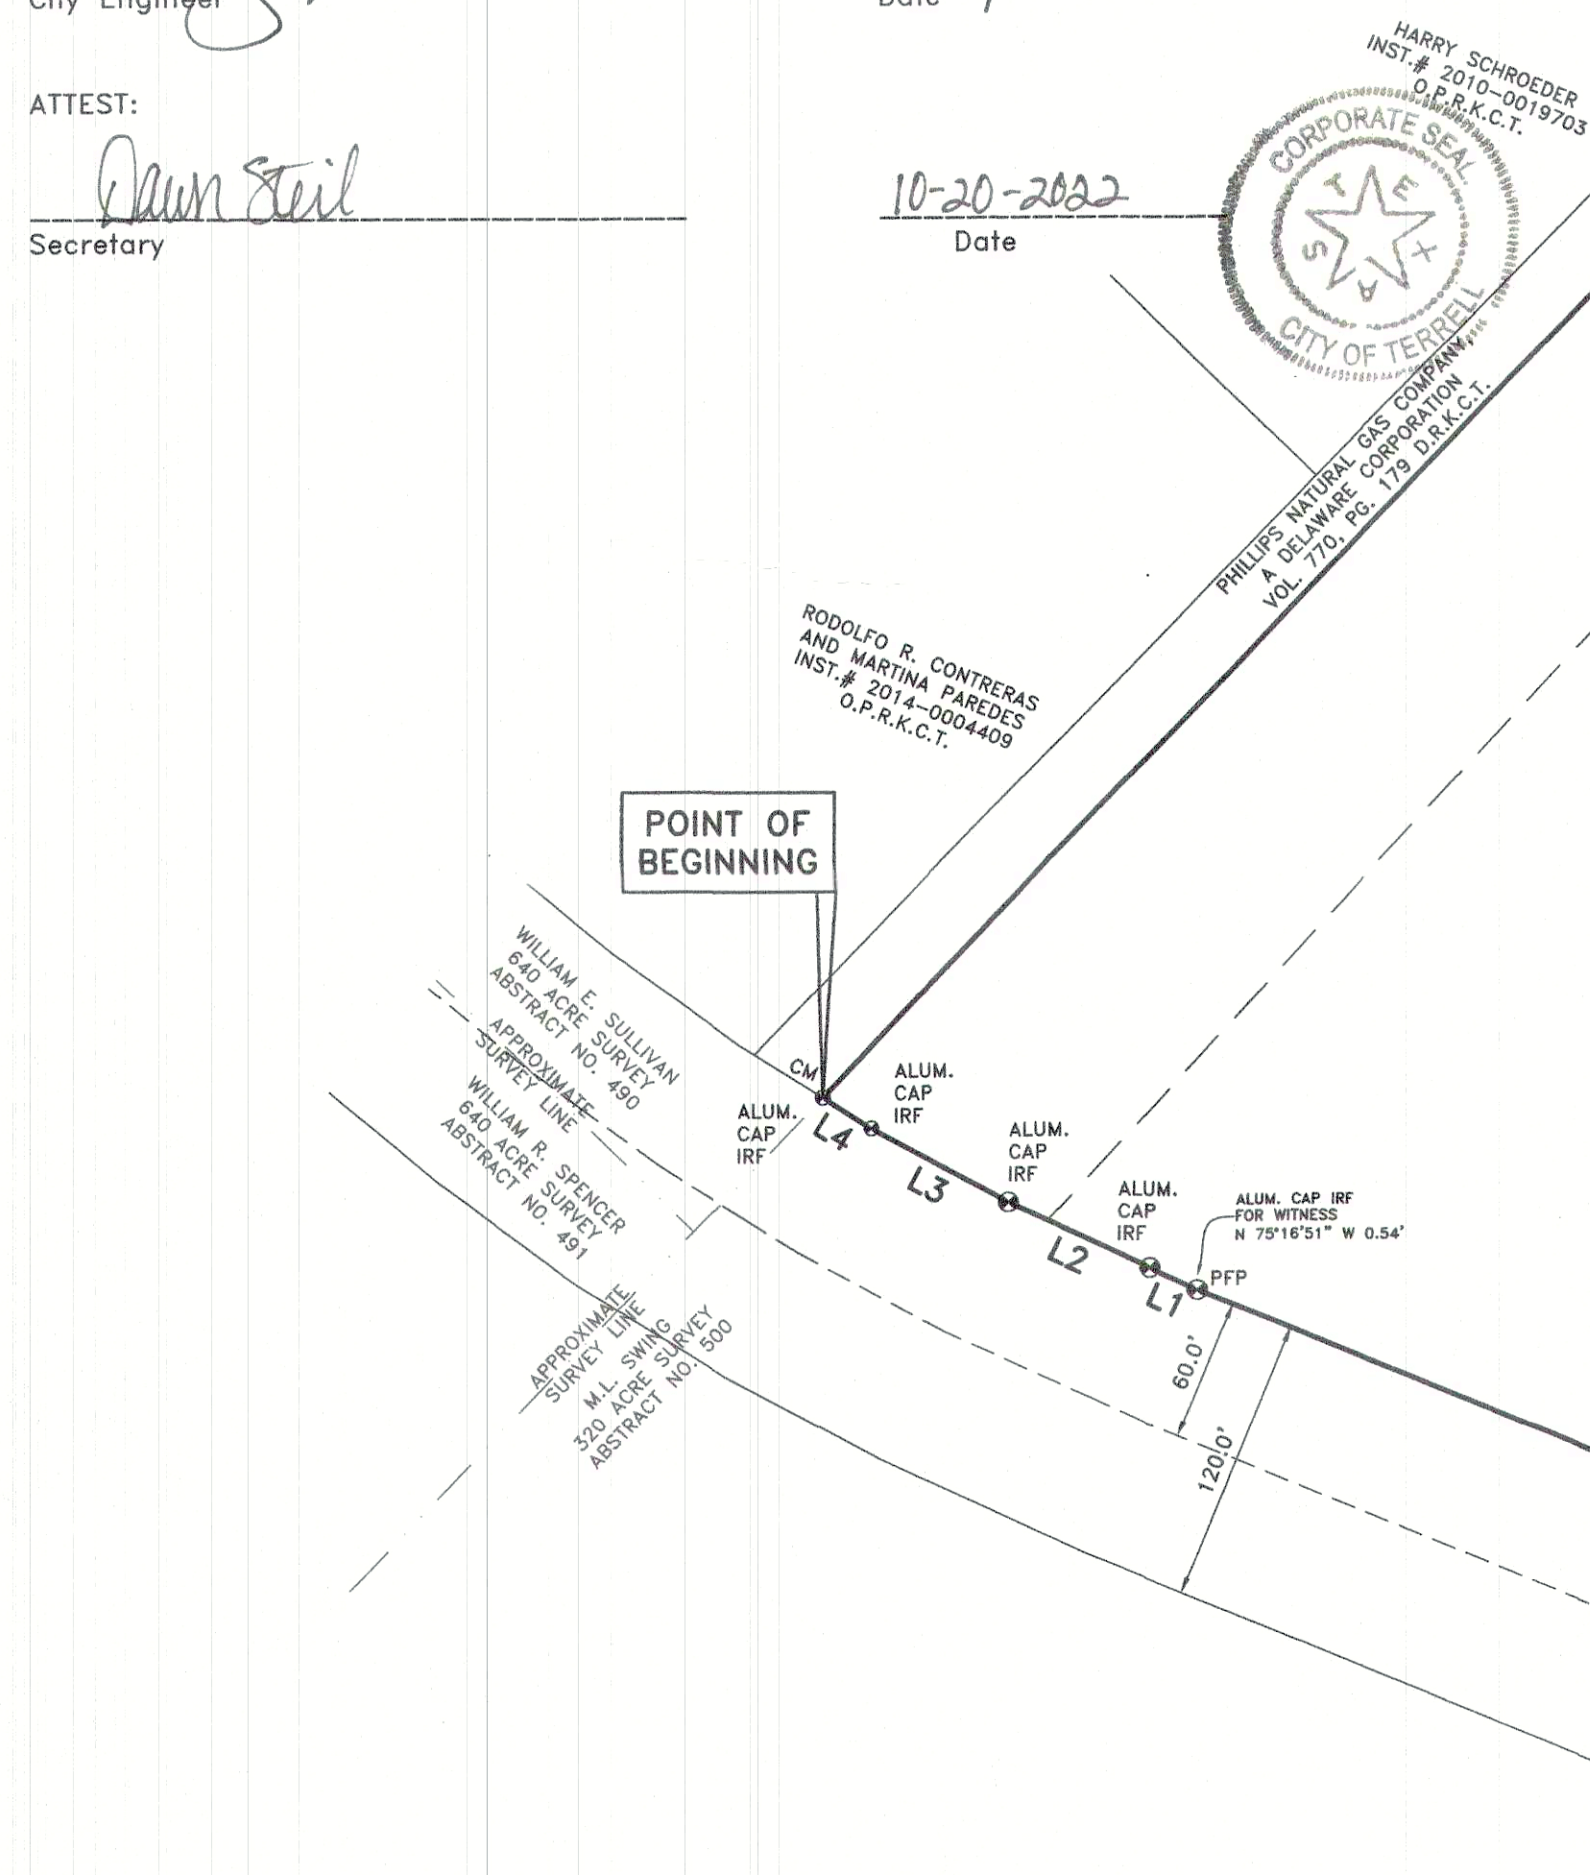 City Engineer
Date
ATTEST:
Dawn Steil
Secretary
10-20-2022
Date
HARRY SCHROEDER
INST.# 2010-0019703
O.P.R.K.C.T.
CORPORATE SEAL
TEXAS
CITY OF TERRELL
PHILLIPS NATURAL GAS COMPANY,
A DELAWARE CORPORATION
VOL. 770, PG. 179 D.R.K.C.T.
RODOLFO R. CONTRERAS
AND MARTINA PAREDES
INST.# 2014-0004409
O.P.R.K.C.T.
POINT OF
BEGINNING
WILLIAM E. SULLIVAN
640 ACRE SURVEY
ABSTRACT NO. 490
APPROXIMATE
SURVEY LINE
WILLIAM R. SPENCER
640 ACRE SURVEY
ABSTRACT NO. 491
CM
ALUM.
CAP
IRF
L4
ALUM.
CAP
IRF
L3
ALUM.
CAP
IRF
L2
ALUM.
CAP
IRF
L1
ALUM. CAP IRF
FOR WITNESS
N 75°16'51" W 0.54'
PFP
APPROXIMATE
SURVEY LINE
M.L. SWING
320 ACRE SURVEY
ABSTRACT NO. 500
60.0'
120.0'